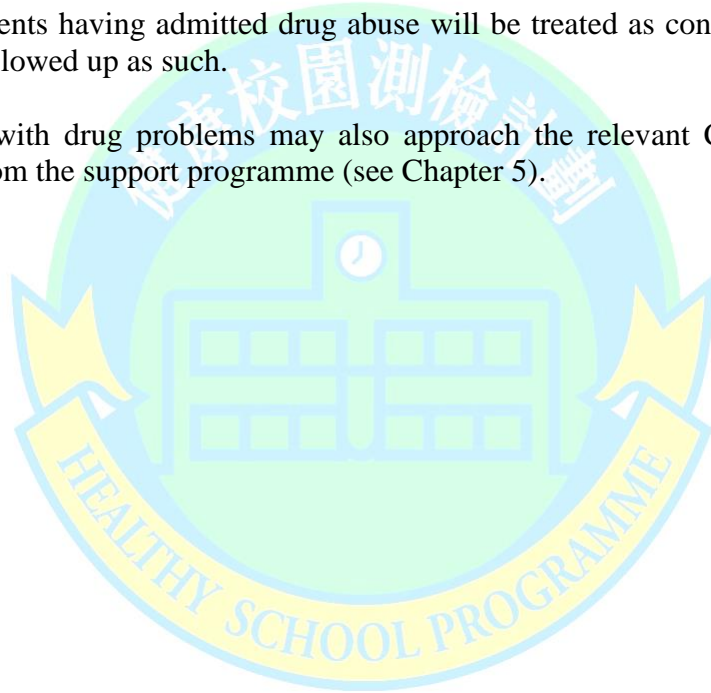 ents having admitted drug abuse will be treated as con
llowed up as such.
with drug problems may also approach the relevant C
om the support programme (see Chapter 5).
健康校園測檢計劃
HEALTHY SCHOOL PROGRAMME